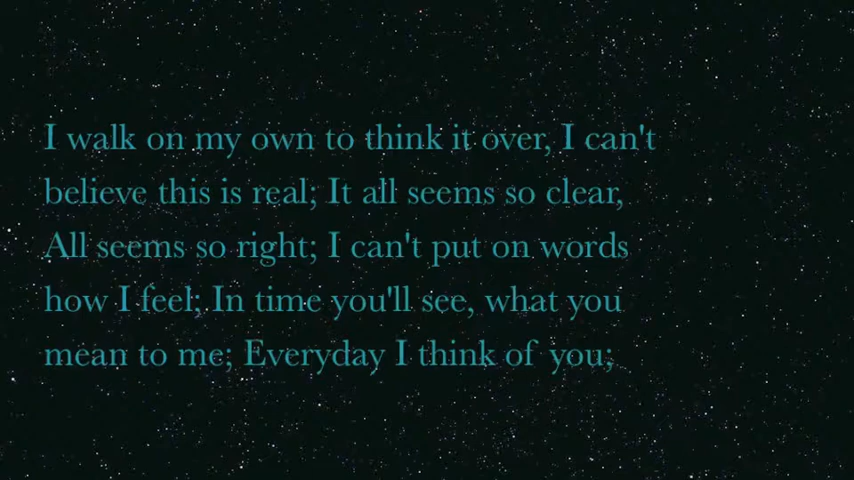 I walk on my own to think it over, I can't
believe this is real; It all seems so clear,
All seems so right; I can't put on words
how I feel; In time you'll see, what you
mean to me; Everyday I think of you;